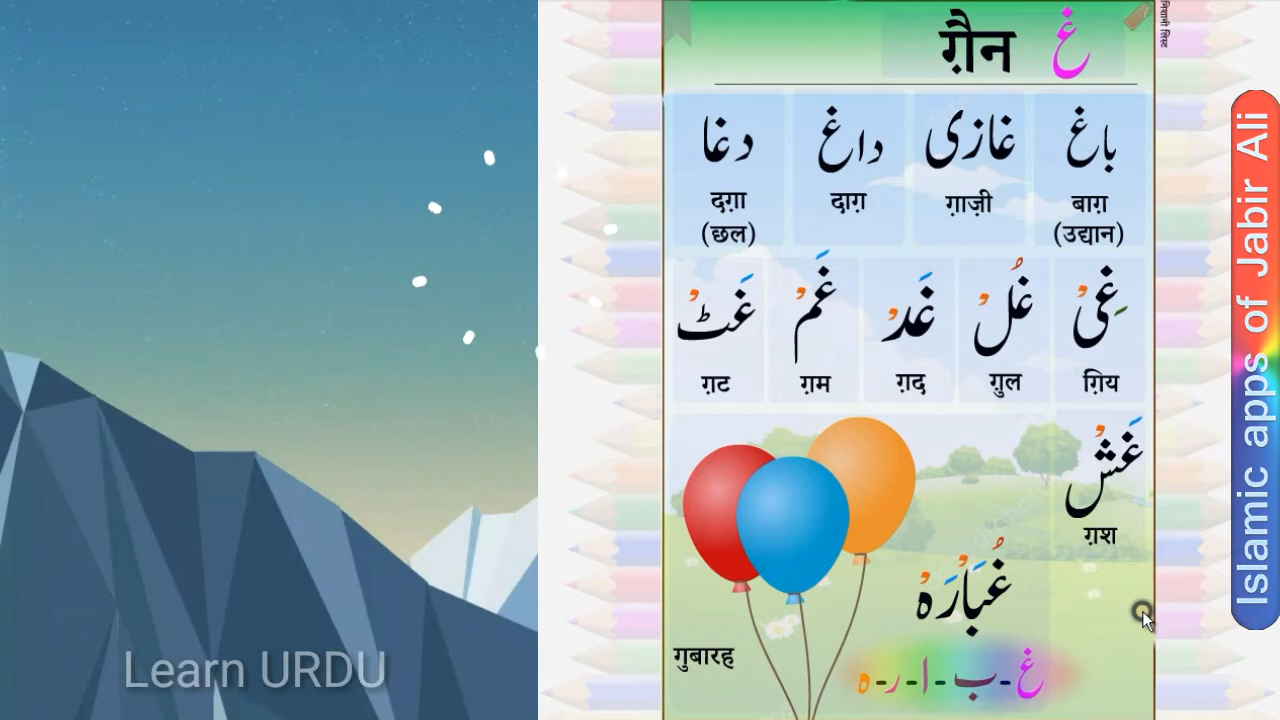 ग़ैन غ
निशानी लिस्ट
باغ غازی داغ دغا
बाग़ ग़ाज़ी दाग़ दग़ा
(उद्यान) (छल)
غِیْ غُلْ غَدْ غَمْ غَٹْ
ग़िय ग़ुल ग़द ग़म ग़ट
غَشْ
ग़श
غُبَارَہْ
गुबारह
غ-ب-ا-ر-ہ
Learn URDU
Islamic apps of Jabir Ali